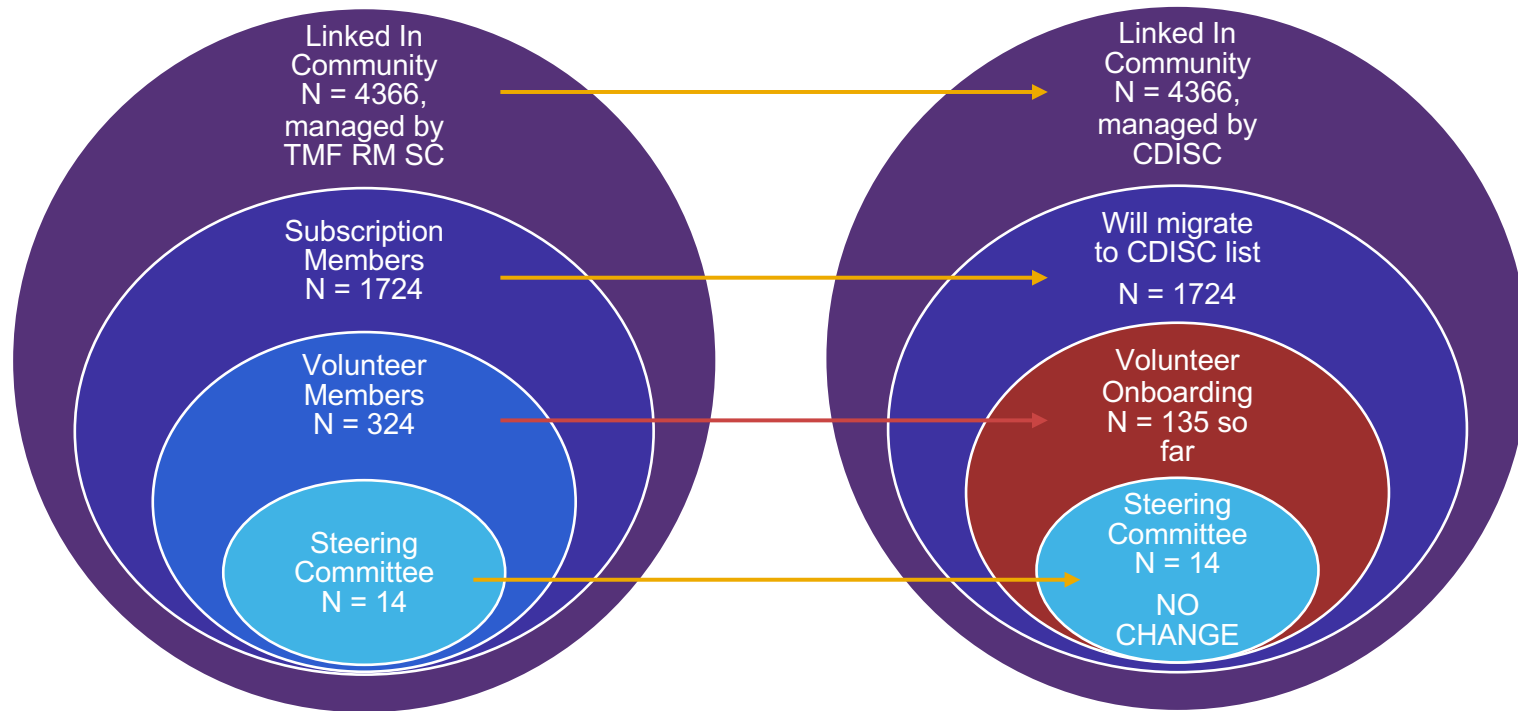 Linked In
Community
N = 4366,
managed by
TMF RM SC
Subscription
Members
N = 1724
Volunteer
Members
N = 324
Steering
Committee
N = 14
Linked In
Community
N = 4366,
managed by
CDISC
Will migrate
to CDISC list
N = 1724
Volunteer
Onboarding
N = 135 so
far
Steering
Committee
N = 14
NO
CHANGE